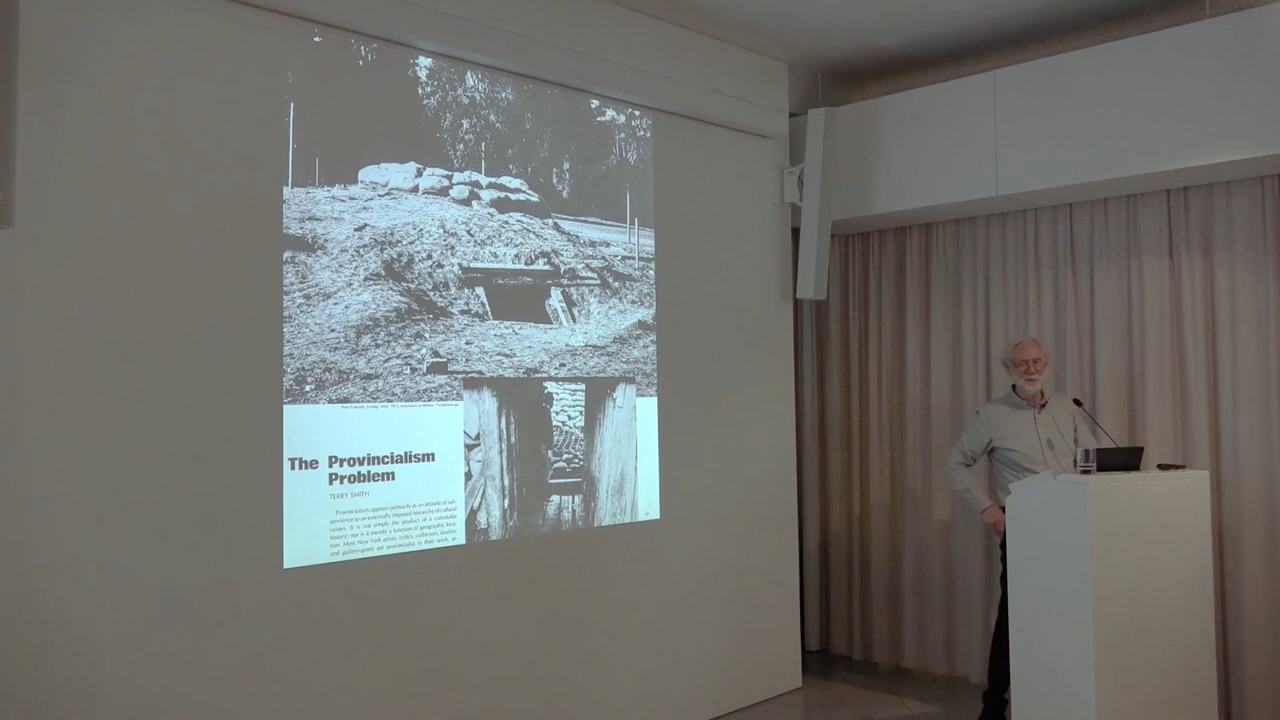 The Provincialism
Problem
TERRY SMITH
Provincialism appears primarily as an attitude of sub-
servience to an externally imposed hierarchy of cultural
values. It is not simply the product of a colonialist
history; nor is it merely a function of geographic loca-
tion. Most New York artists, critics, collectors, dealers,
and gallery-goers are provincialist in their work, at-